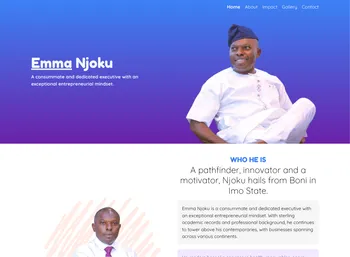 Home About Impact Gallery Contact
Emma Njoku
A consummate and dedicated executive with an
exceptional entrepreneurial mindset.
WHO HE IS
A pathfinder, innovator and a
motivator, Njoku hails from Boni in
Imo State.
Emma Njoku is a consummate and dedicated executive with
an exceptional entrepreneurial mindset. With sterling
academic records and professional background, he continues
to tower above his contemporaries, with businesses spanning
across various continents.